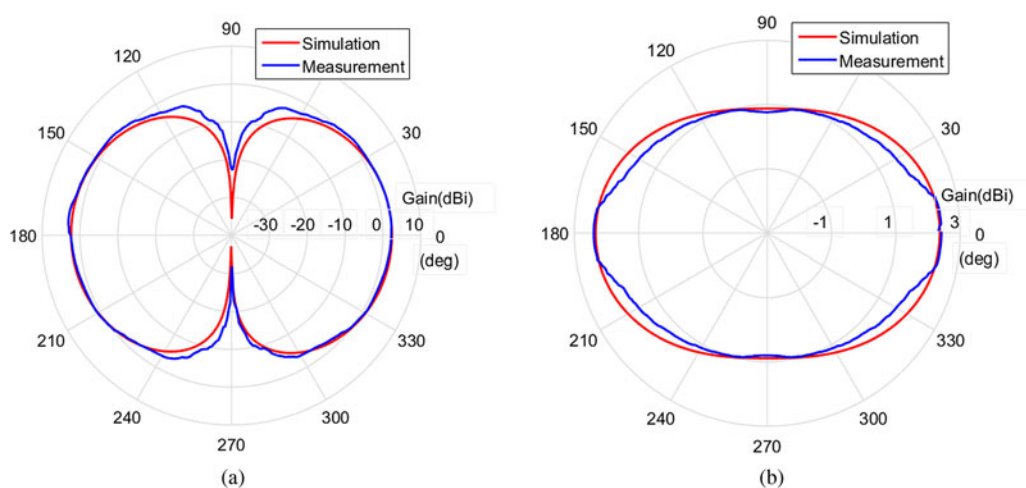 90
120
Simulation
Measurement
150
30
Gain(dBi)
180
-30 -20 -10 0 10
0
(deg)
210
330
240
300
270
(a)
90
120
Simulation
Measurement
150
30
Gain(dBi)
180
-1 1 3
0
(deg)
210
330
240
300
270
(b)